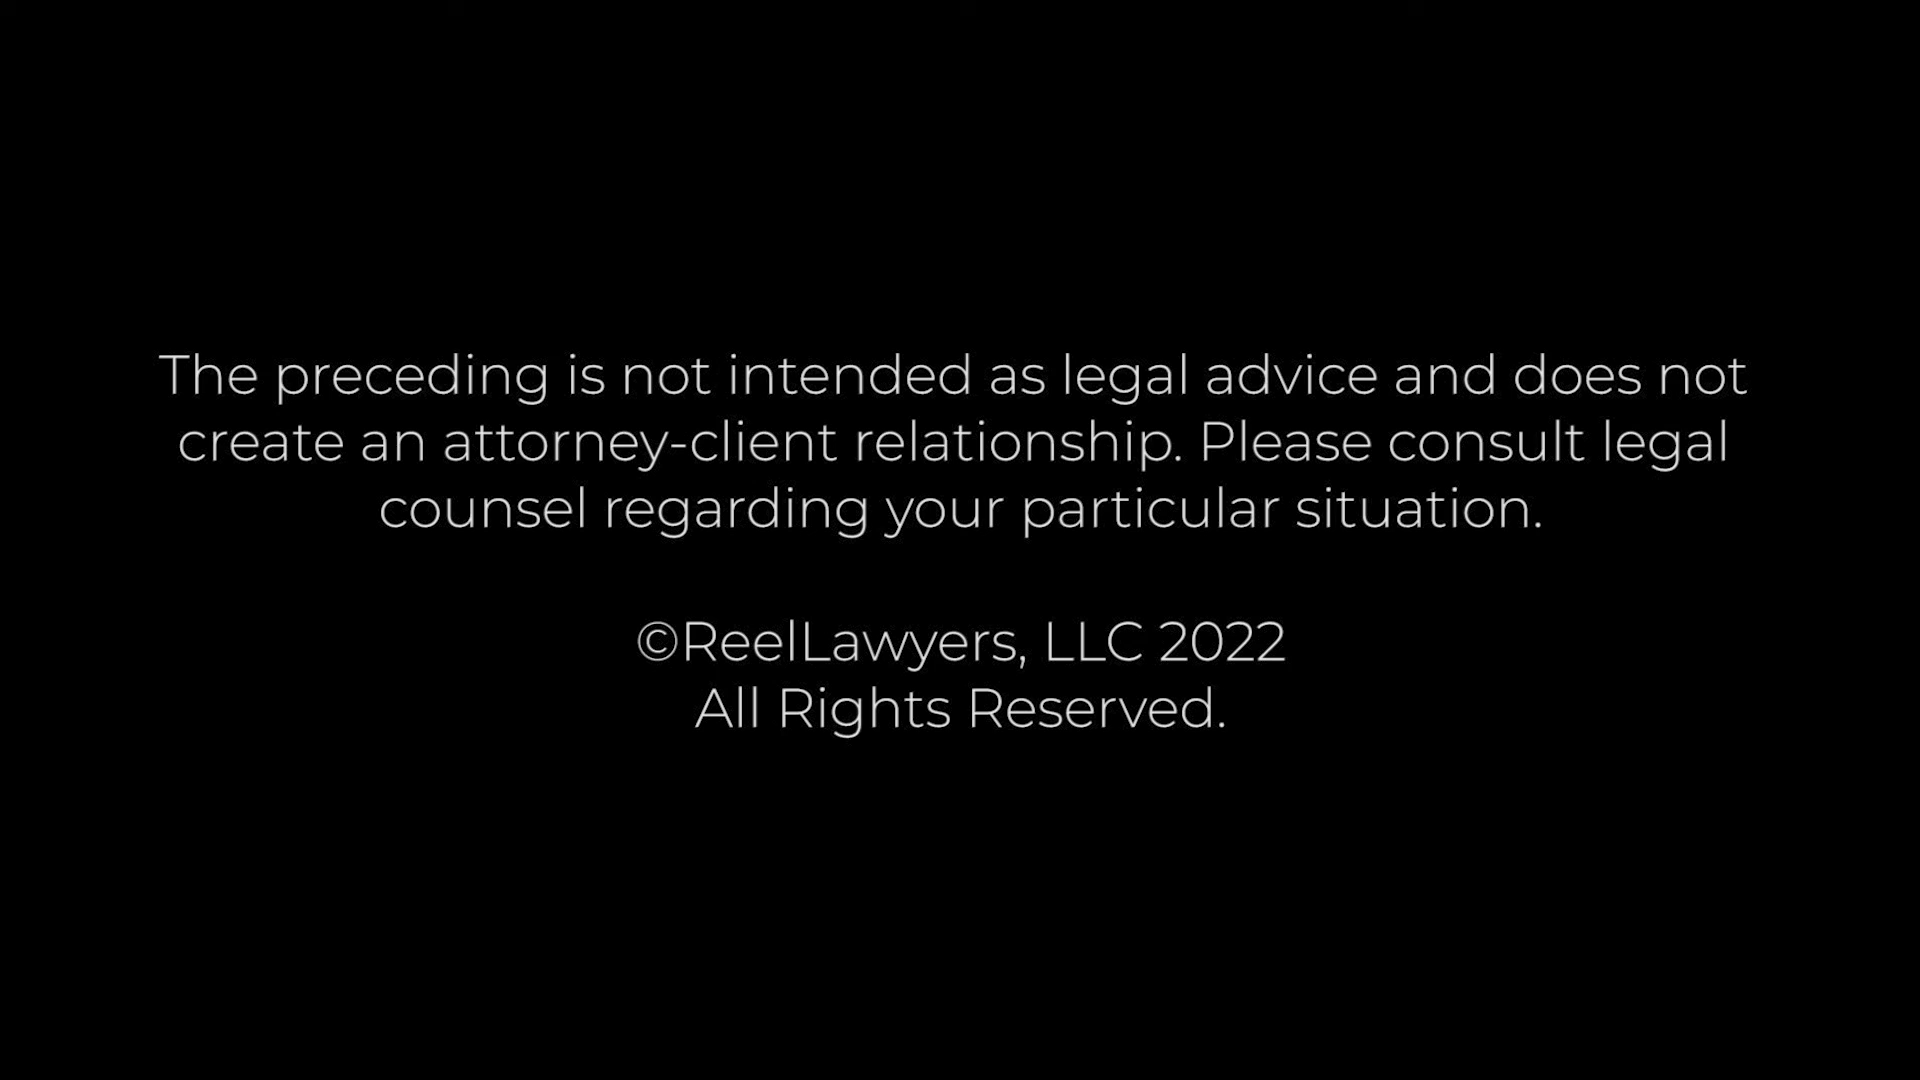 The preceding is not intended as legal advice and does not
create an attorney-client relationship. Please consult legal
counsel regarding your particular situation.
©ReelLawyers, LLC 2022
All Rights Reserved.